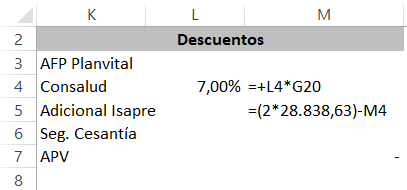 K L M
2 Descuentos
3 AFP Planvital
4 Consalud 7,00% =+L4*G20
5 Adicional Isapre =(2*28.838,63)-M4
6 Seg. Cesantía
7 APV -
8